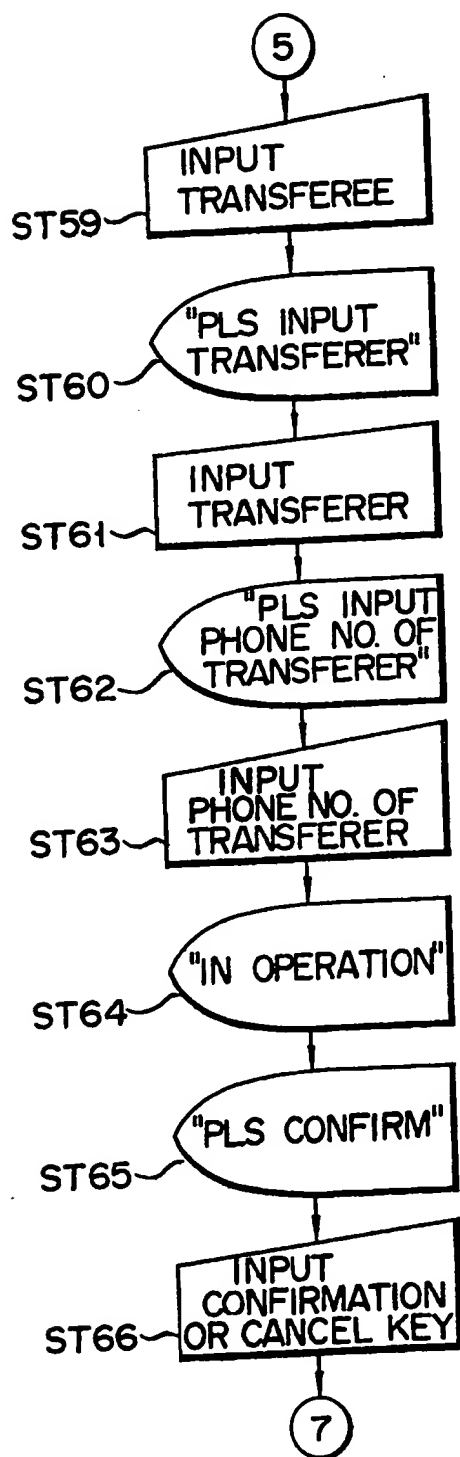 5
INPUT
TRANSFEREE
ST59
"PLS INPUT
TRANSFERER"
ST60
INPUT
TRANSFERER
ST61
"PLS INPUT
PHONE NO. OF
TRANSFERER"
ST62
INPUT
PHONE NO. OF
TRANSFERER
ST63
"IN OPERATION"
ST64
"PLS CONFIRM"
ST65
INPUT
CONFIRMATION
OR CANCEL KEY
ST66
7